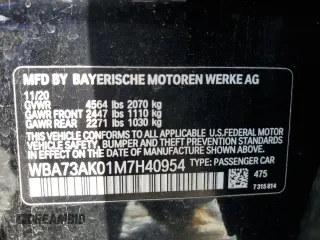 MFD BY BAYERISCHE MOTOREN WERKE AG
11/20
GVWR 4564 lbs 2070 kg
GAWR FRONT 2447 lbs 1110 kg
GAWR REAR 2271 lbs 1030 kg
THIS VEHICLE CONFORMS TO ALL APPLICABLE
U.S. FEDERAL MOTOR VEHICLE SAFETY, BUMPER,
AND THEFT PREVENTION STANDARDS IN EFFECT
ON THE DATE OF MANUFACTURE SHOWN ABOVE.
WBA73AK01M7H40954 TYPE: PASSENGER CAR
475
7 315 814
DREAMBID